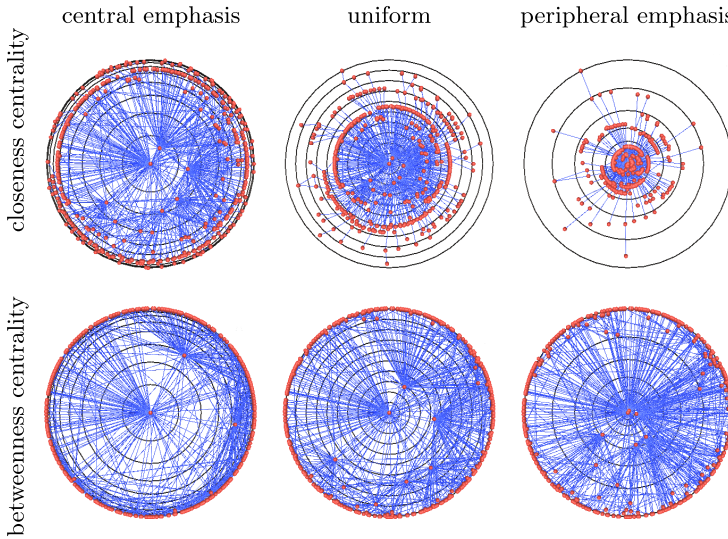 central emphasis
uniform
peripheral emphasis
closeness centrality
betweenness centrality